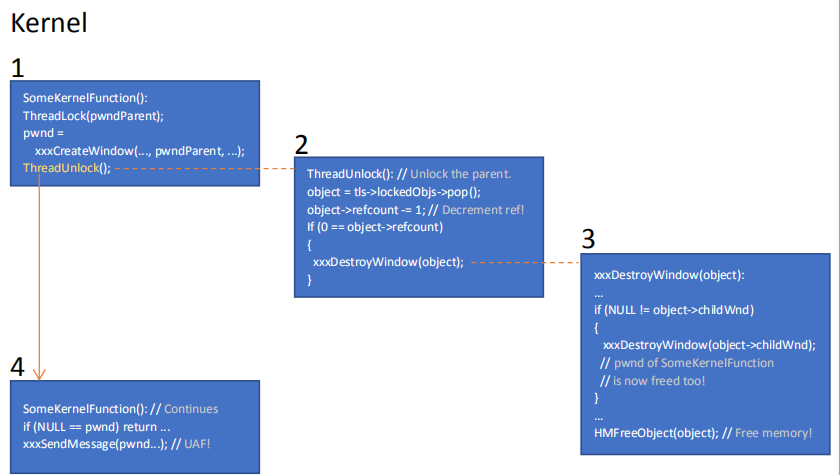 Kernel
1
SomeKernelFunction():
ThreadLock(pwndParent);
pwnd =
xxxCreateWindow(..., pwndParent, ...);
ThreadUnlock();
2
ThreadUnlock(): // Unlock the parent.
object = tls->lockedObjs->pop();
object->refcount -= 1; // Decrement ref!
If (0 == object->refcount)
{
xxxDestroyWindow(object);
}
3
xxxDestroyWindow(object):
...
if (NULL != object->childWnd)
{
xxxDestroyWindow(object->childWnd);
// pwnd of SomeKernelFunction
// is now freed too!
}
...
HMFreeObject(object); // Free memory!
4
SomeKernelFunction(): // Continues
if (NULL == pwnd) return ...
xxxSendMessage(pwnd...); // UAF!